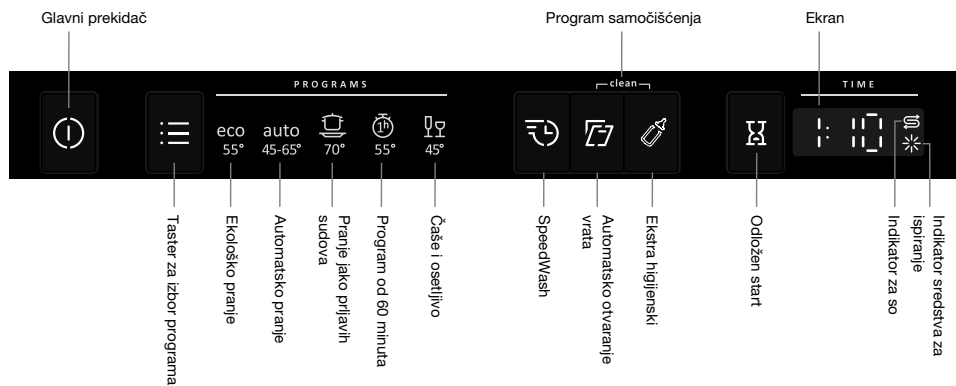 Glavni prekidač
Program samočišćenja
Ekran
PROGRAMS
clean
TIME
eco
55°
auto
45-65°
70°
1h
55°
45°
1:10
Taster za izbor programa
Ekološko pranje
Automatsko pranje
Pranje jako prljavih
sudova
Program od 60 minuta
Čaše i osetljivo
SpeedWash
Automatsko otvaranje
vrata
Ekstra higijenski
Odložen start
Indikator za so
Indikator sredstva za
ispiranje